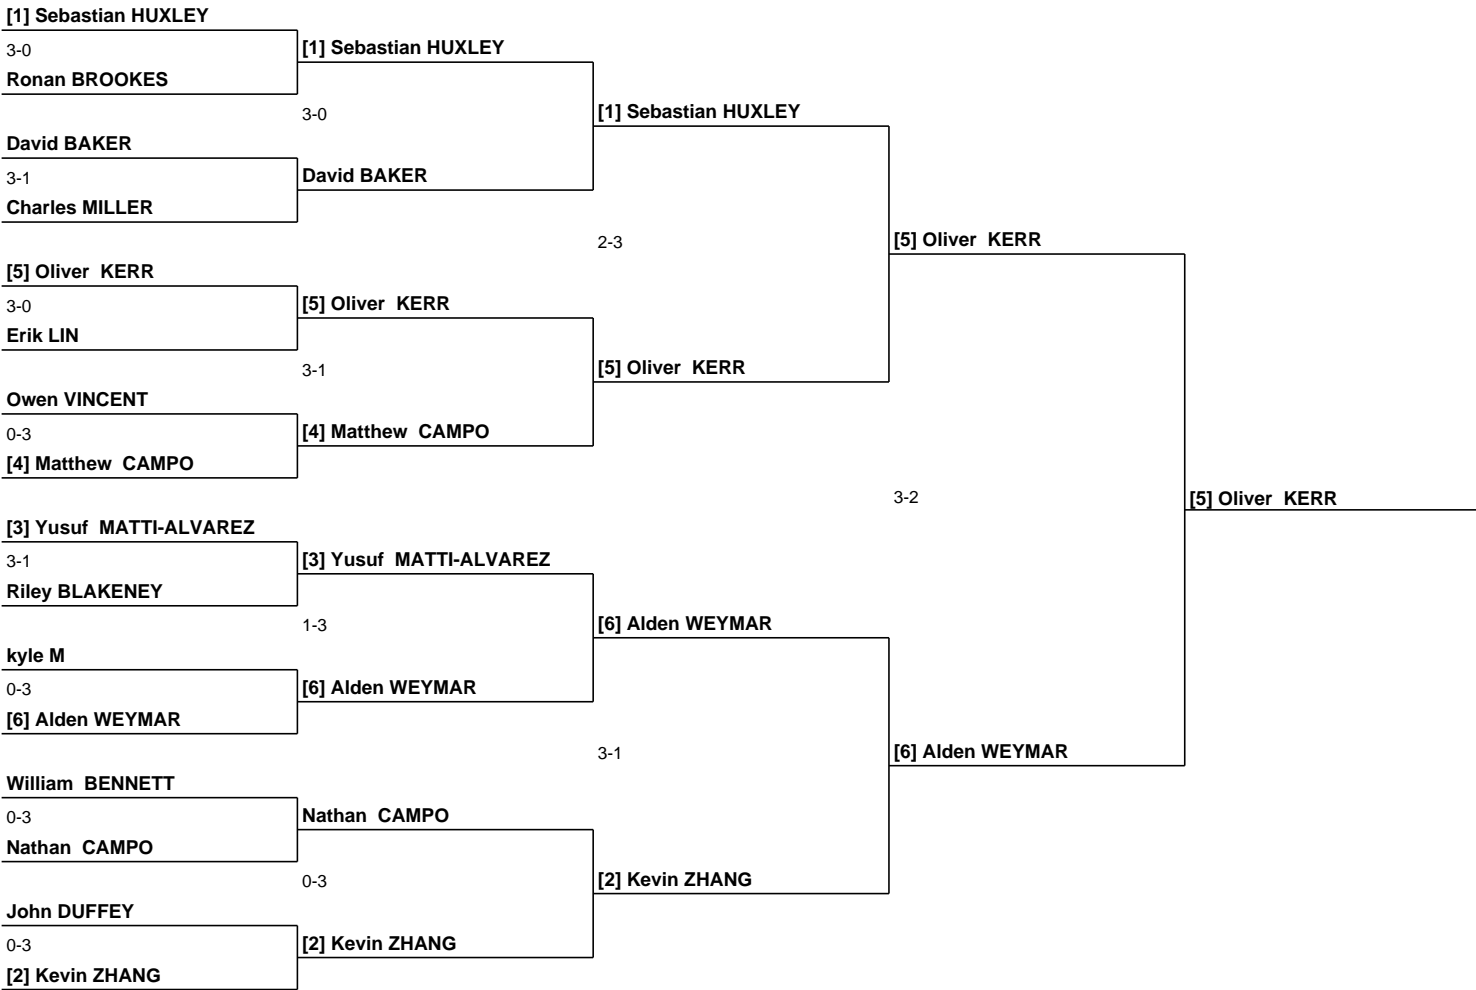 [1] Sebastian HUXLEY
3-0
[1] Sebastian HUXLEY
Ronan BROOKES
3-0
[1] Sebastian HUXLEY
David BAKER
3-1
David BAKER
Charles MILLER
2-3
[5] Oliver  KERR
[5] Oliver  KERR
3-0
[5] Oliver  KERR
Erik LIN
3-1
[5] Oliver  KERR
Owen VINCENT
0-3
[4] Matthew  CAMPO
[4] Matthew  CAMPO
3-2
[5] Oliver  KERR
[3] Yusuf  MATTI-ALVAREZ
3-1
[3] Yusuf  MATTI-ALVAREZ
Riley BLAKENEY
1-3
[6] Alden WEYMAR
kyle M
0-3
[6] Alden WEYMAR
[6] Alden WEYMAR
3-1
[6] Alden WEYMAR
William  BENNETT
0-3
Nathan  CAMPO
Nathan  CAMPO
0-3
[2] Kevin ZHANG
John DUFFEY
0-3
[2] Kevin ZHANG
[2] Kevin ZHANG